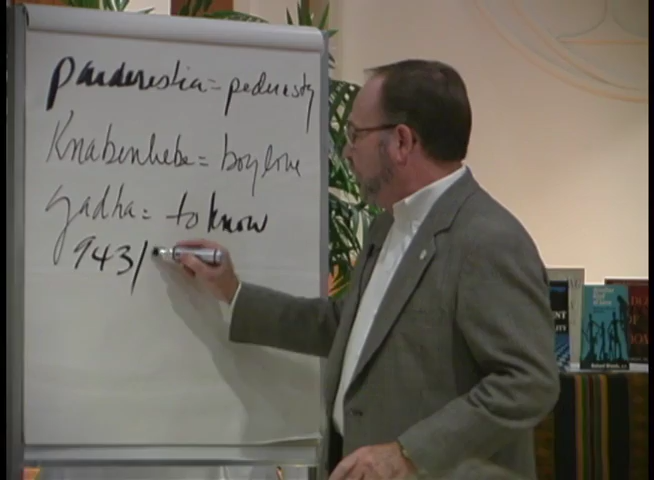 Paiderestia = pederasty
Knabenliebe = boy love
Yadha = to know
943/